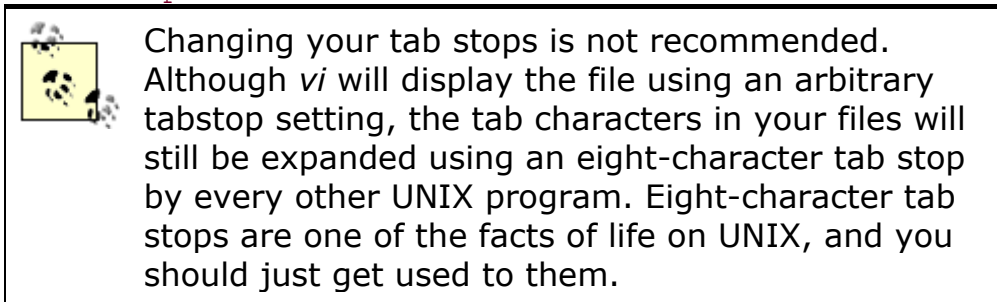 Changing your tab stops is not recommended.
Although vi will display the file using an arbitrary
tabstop setting, the tab characters in your files will
still be expanded using an eight-character tab stop
by every other UNIX program. Eight-character tab
stops are one of the facts of life on UNIX, and you
should just get used to them.